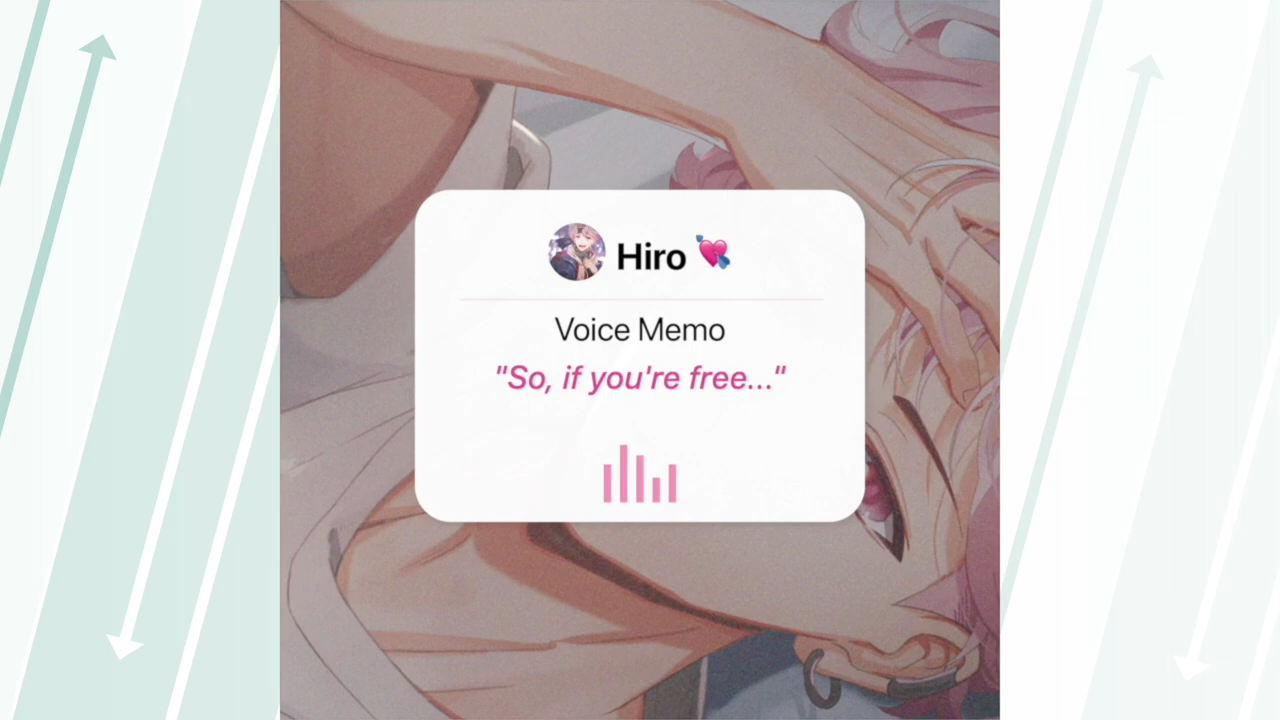 Hiro 💘
Voice Memo
"So, if you're free..."